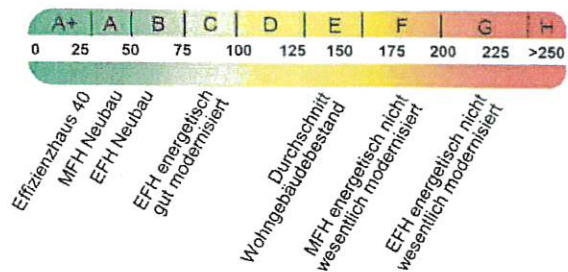 A+ A B C D E F G H
0 25 50 75 100 125 150 175 200 225 >250
Effizienzhaus 40
MFH Neubau
EFH Neubau
EFH energetisch
gut modernisiert
Durchschnitt
Wohngebäudebestand
MFH energetisch nicht
wesentlich modernisiert
EFH energetisch nicht
wesentlich modernisiert